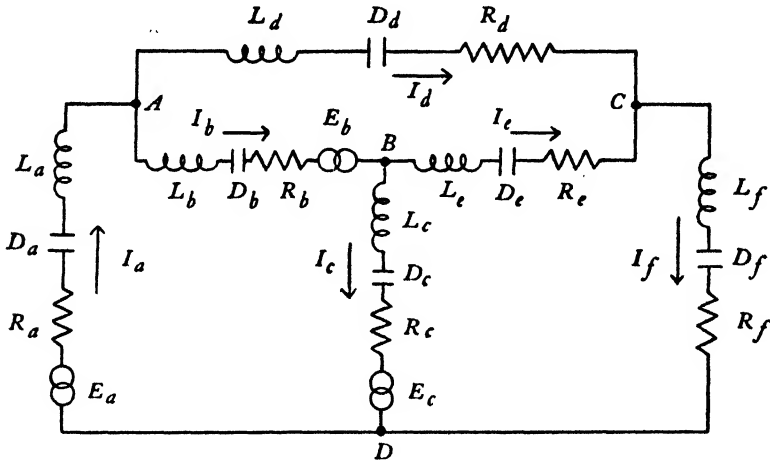 L_d D_d R_d
I_d
A C
I_b E_b B I_e
L_a L_b D_b R_b L_e D_e R_e L_f
L_c
D_a I_a I_c D_c I_f D_f
R_a R_c R_f
E_a E_c
D